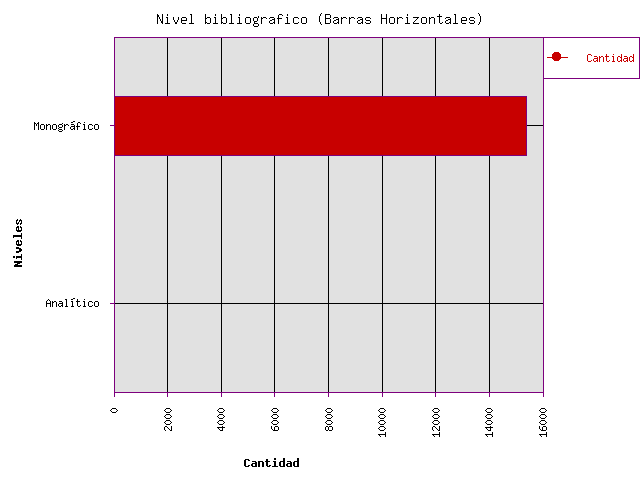 Nivel bibliografico (Barras Horizontales)
Cantidad
Monográfico
Niveles
Analítico
0
2000
4000
6000
8000
10000
12000
14000
16000
Cantidad